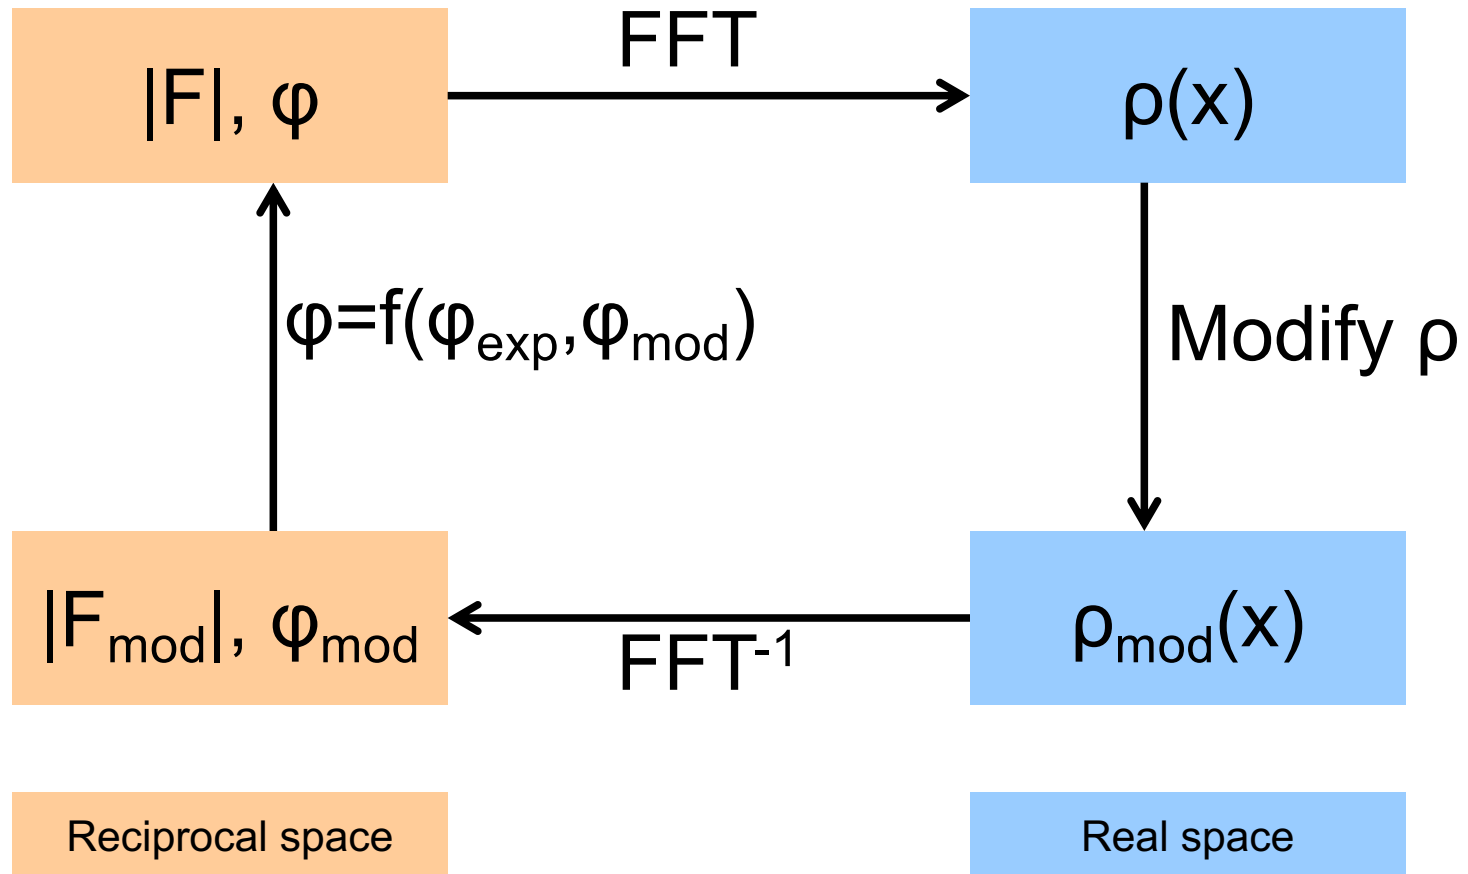 FFT
|F|, φ
ρ(x)
φ=f(φexp,φmod)
Modify ρ
|Fmod|, φmod
ρmod(x)
FFT-1
Reciprocal space
Real space